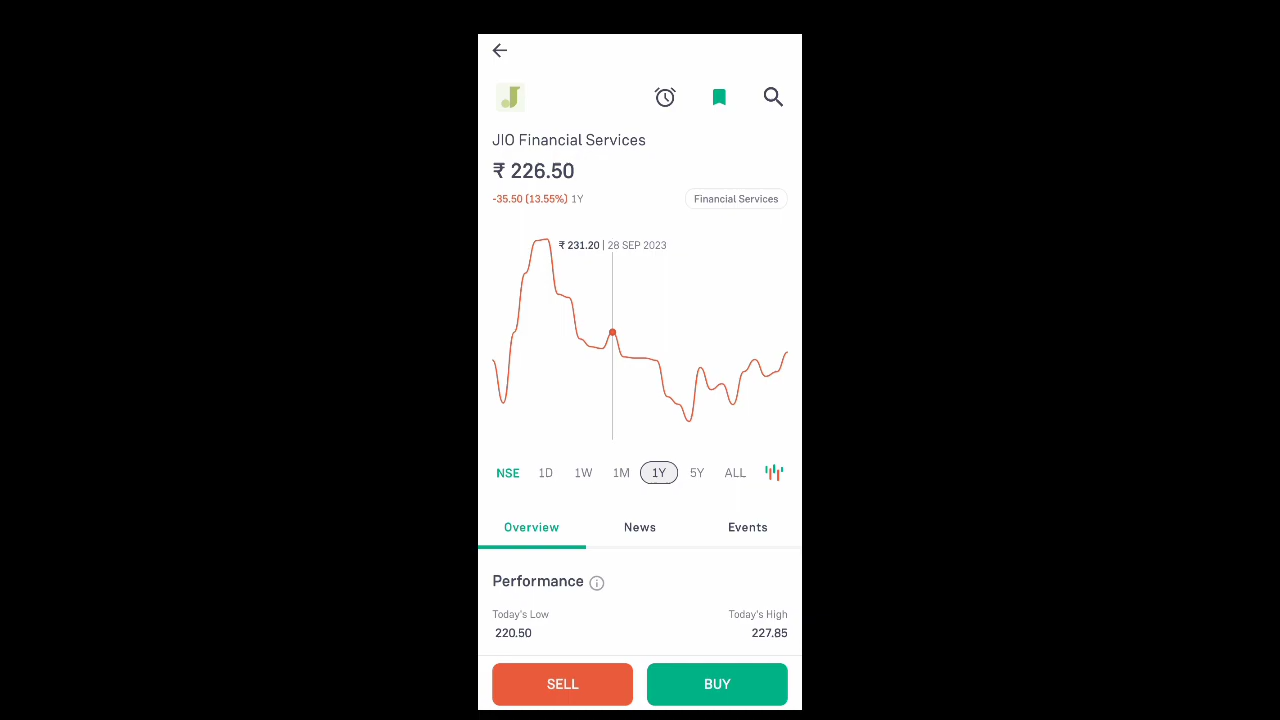 JIO Financial Services
₹ 226.50
-35.50 (13.55%) 1Y
Financial Services
₹ 231.20 | 28 SEP 2023
NSE 1D 1W 1M 1Y 5Y ALL
Overview News Events
Performance
Today's Low Today's High
220.50 227.85
SELL BUY